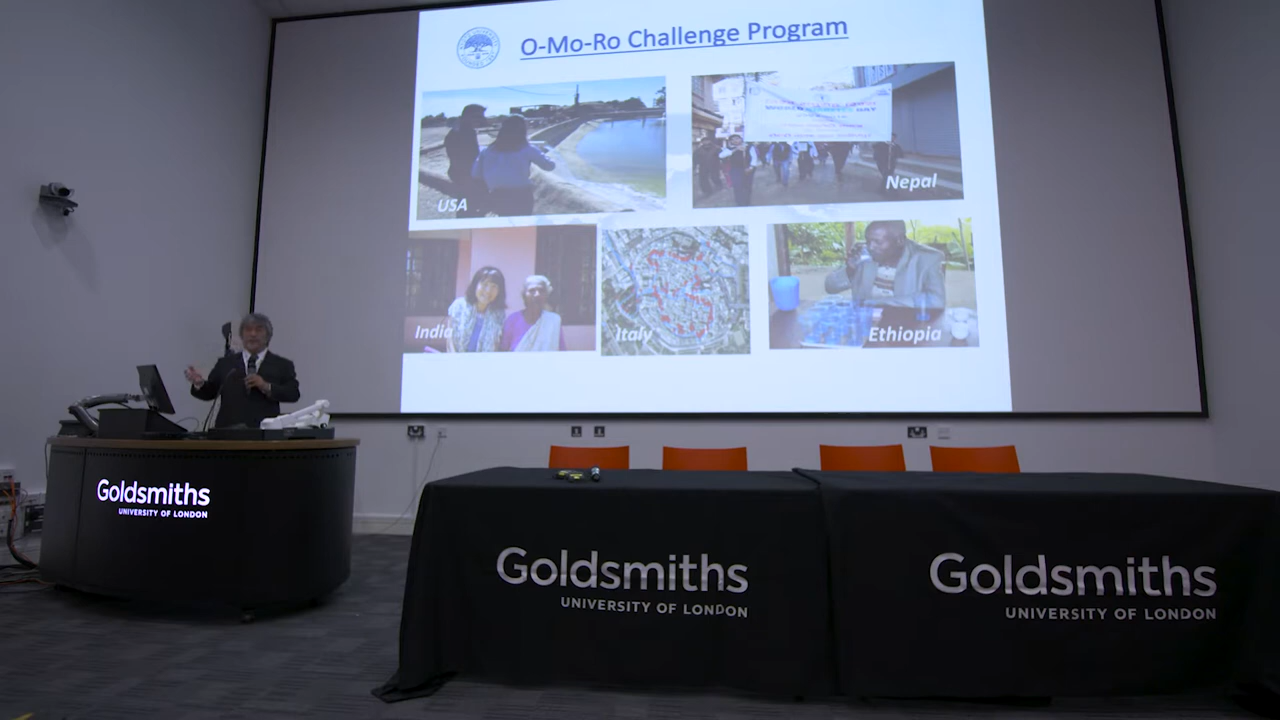 O-Mo-Ro Challenge Program
USA
Nepal
India
Italy
Ethiopia
Goldsmiths
UNIVERSITY OF LONDON
Goldsmiths
UNIVERSITY OF LONDON
Goldsmiths
UNIVERSITY OF LONDON